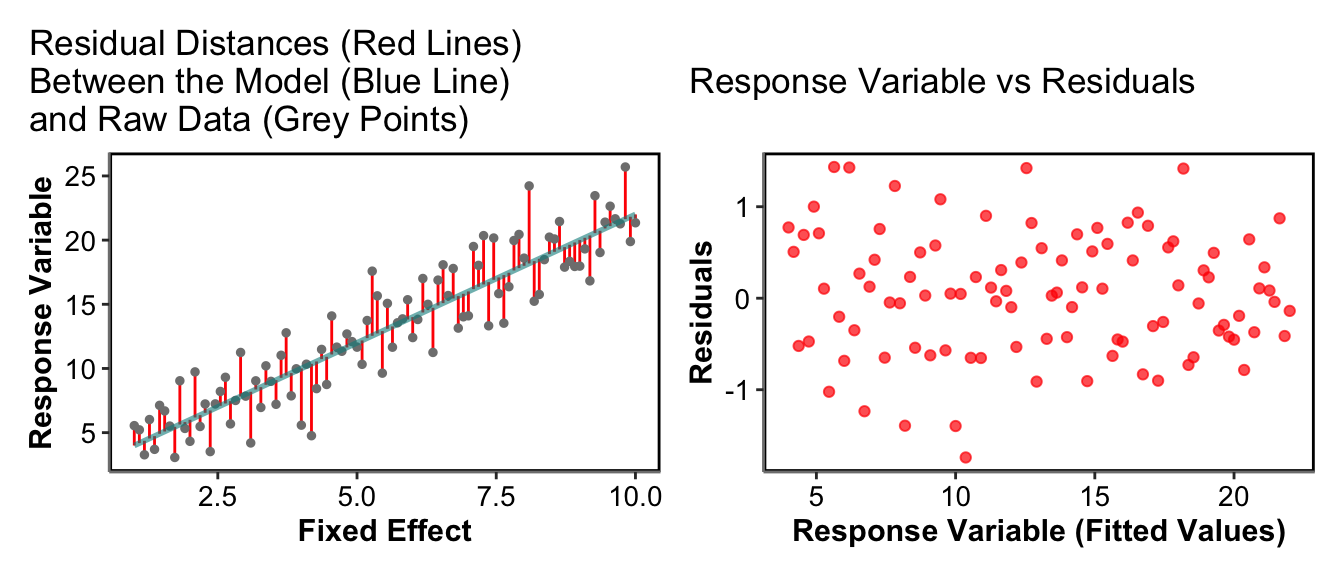 Residual Distances (Red Lines)
Between the Model (Blue Line)
and Raw Data (Grey Points)
Response Variable
25
20
15
10
5
2.5
5.0
7.5
10.0
Fixed Effect
Response Variable vs Residuals
Residuals
1
0
-1
5
10
15
20
Response Variable (Fitted Values)